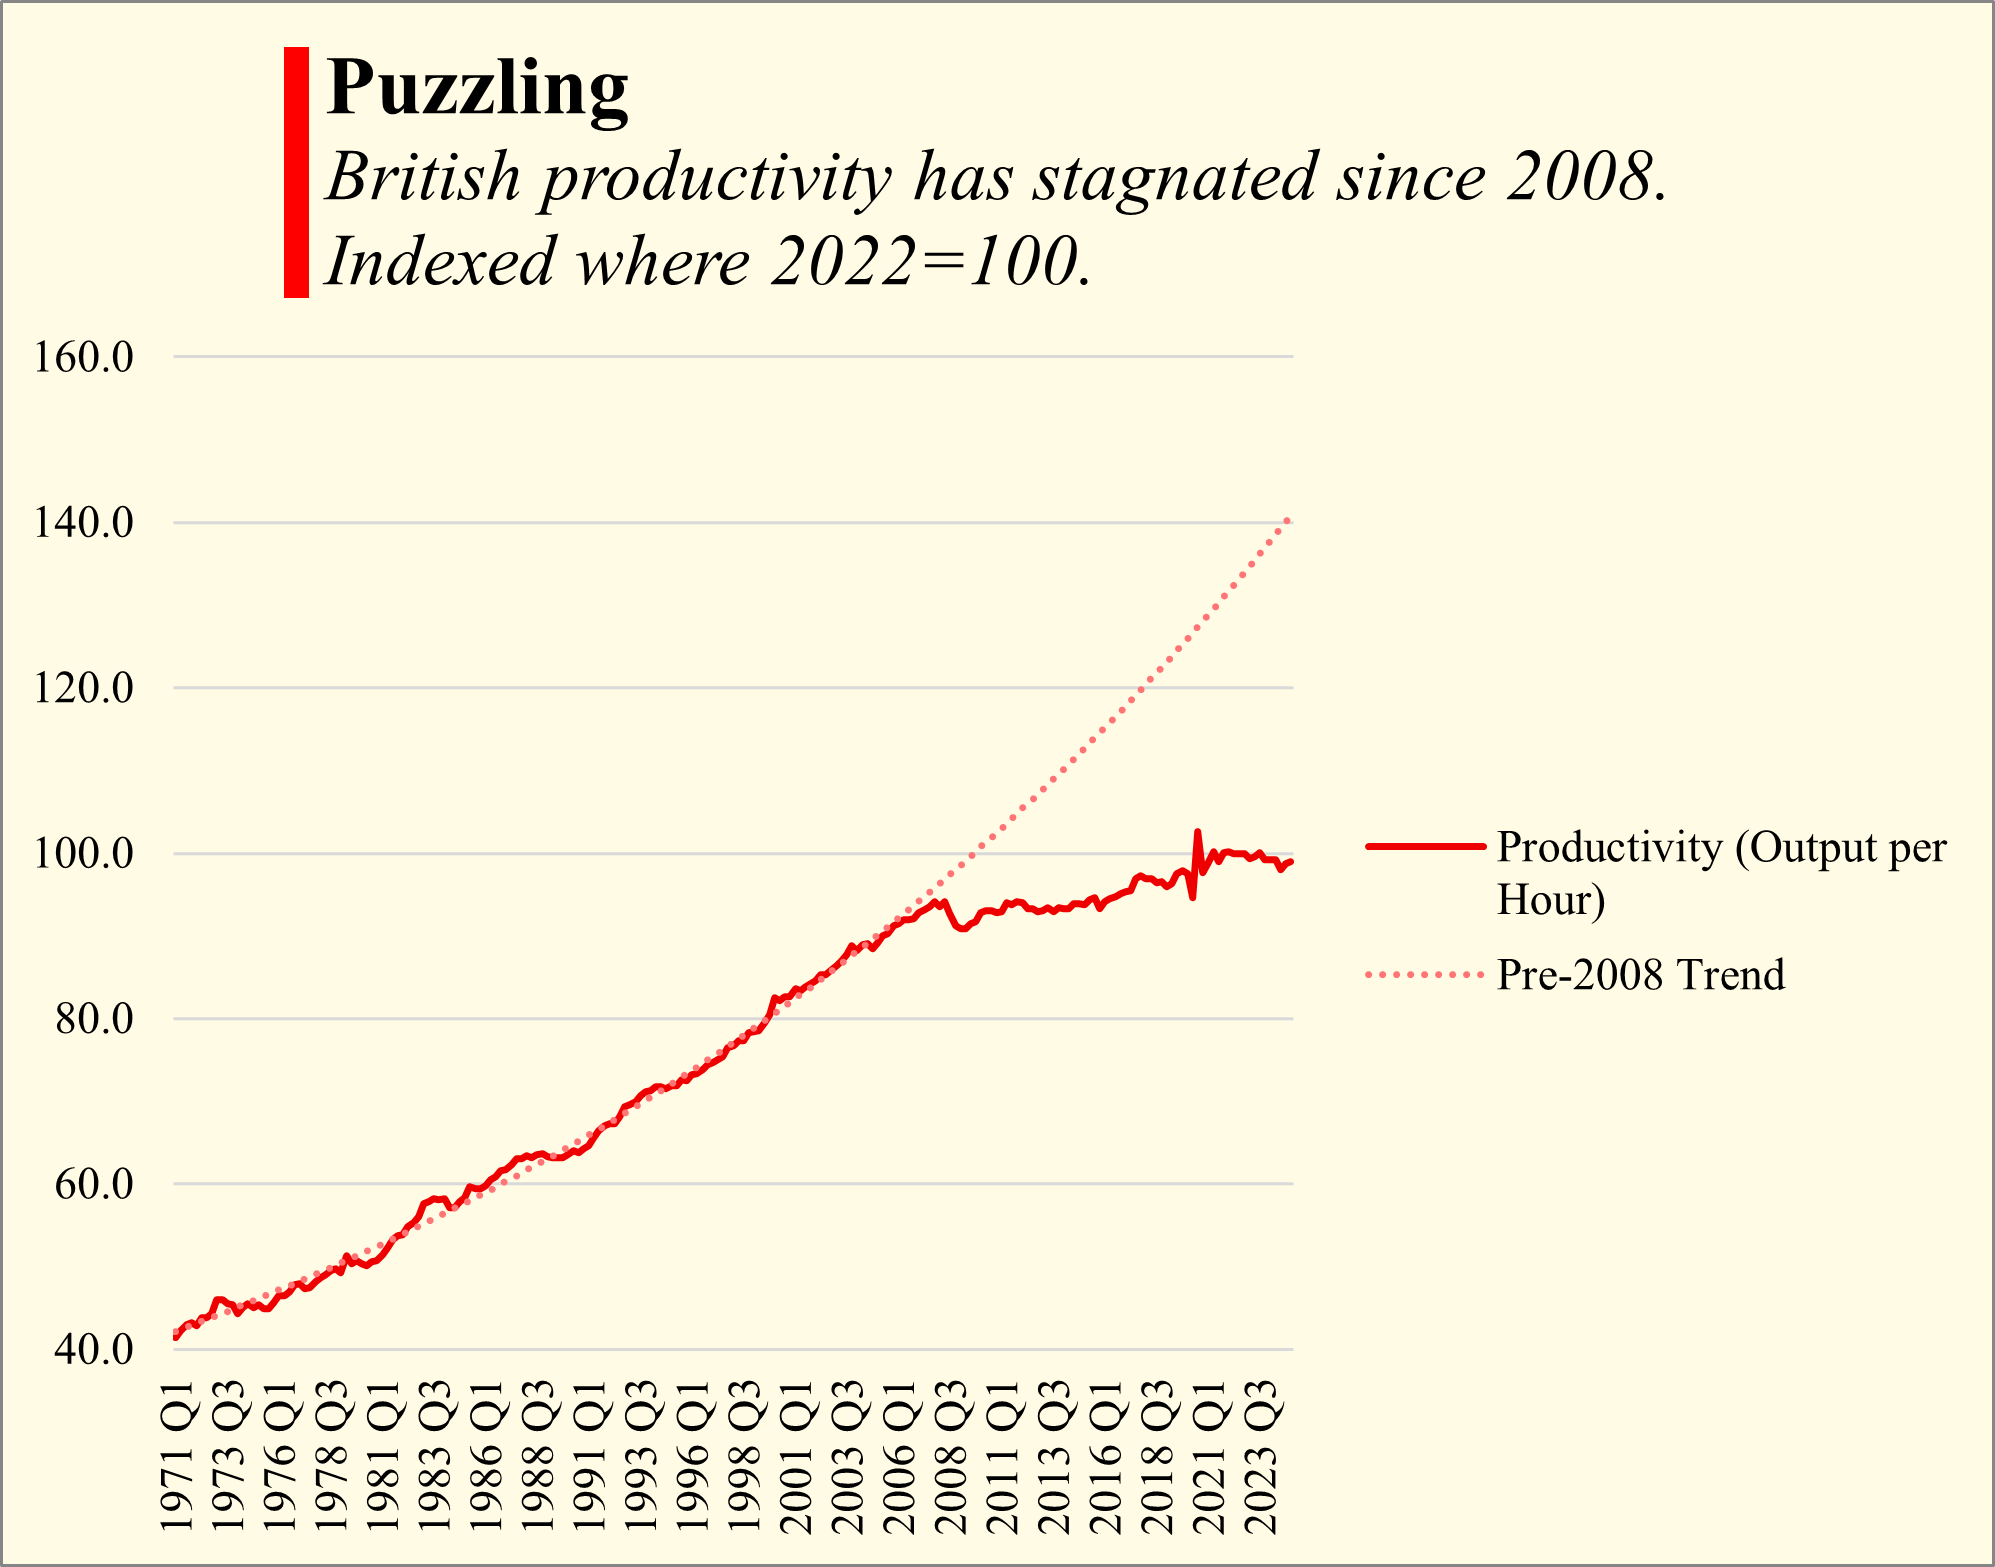 Puzzling
British productivity has stagnated since 2008.
Indexed where 2022=100.
160.0
140.0
120.0
100.0
80.0
60.0
40.0
1971 Q1
1973 Q3
1976 Q1
1978 Q3
1981 Q1
1983 Q3
1986 Q1
1988 Q3
1991 Q1
1993 Q3
1996 Q1
1998 Q3
2001 Q1
2003 Q3
2006 Q1
2008 Q3
2011 Q1
2013 Q3
2016 Q1
2018 Q3
2021 Q1
2023 Q3
Productivity (Output per
Hour)
Pre-2008 Trend